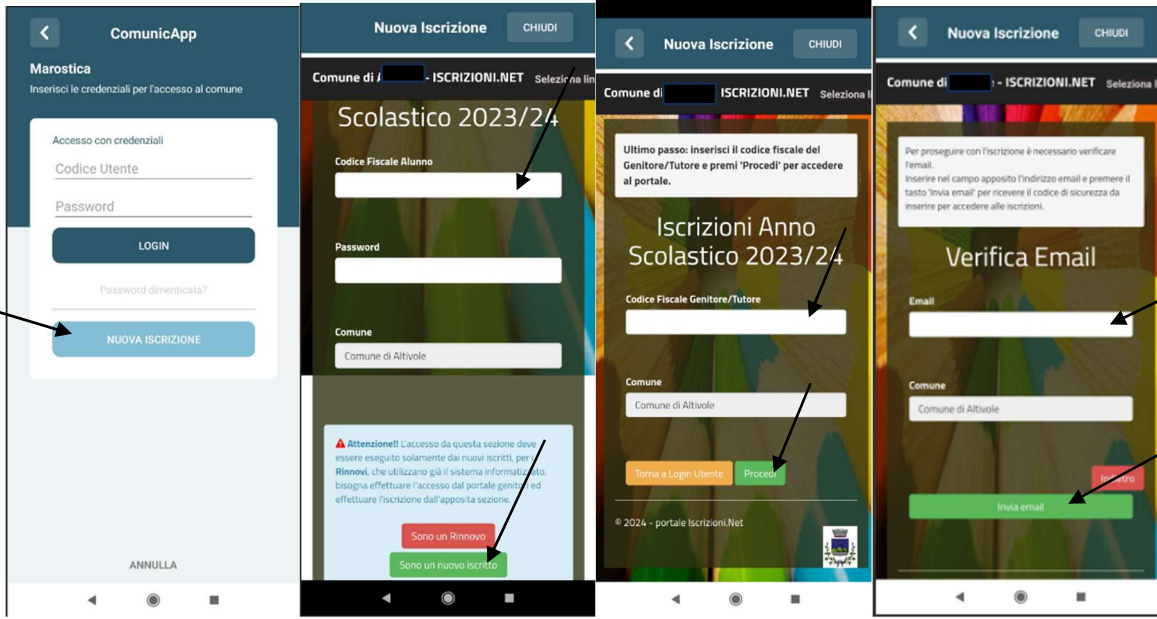 ComunicApp
Marostica
Inserisci le credenziali per l'accesso al comune
Accesso con credenziali
Codice Utente
Password
LOGIN
Password dimenticata?
NUOVA ISCRIZIONE
ANNULLA
Nuova Iscrizione
CHIUDI
Comune di - ISCRIZIONI.NET Seleziona lin
Scolastico 2023/24
Codice Fiscale Alunno
Password
Comune
Comune di Altivole
Attenzione!! L'accesso da questa sezione deve
essere eseguito solamente dai nuovi iscritti, per i
Rinnovi, che utilizzano già il sistema informatizzato,
bisogna effettuare l'accesso dal portale genitori ed
effettuare l'iscrizione dall'apposita sezione.
Sono un Rinnovo
Sono un nuovo iscritto
Nuova Iscrizione
CHIUDI
Comune di ISCRIZIONI.NET Seleziona
Ultimo passo: inserisci il codice fiscale del
Genitore/Tutore e premi 'Procedi' per accedere
al portale.
Iscrizioni Anno
Scolastico 2023/24
Codice Fiscale Genitore/Tutore
Comune
Comune di Altivole
Torna a Login Utente Procedi
© 2024 - portale Iscrizioni.Net
Nuova Iscrizione
CHIUDI
Comune di - ISCRIZIONI.NET Seleziona l
Per proseguire con l'iscrizione è necessario verificare
l'email.
Inserire nel campo apposito l'indirizzo email e premere il
tasto 'Invia email' per ricevere il codice di sicurezza da
inserire per accedere alle iscrizioni.
Verifica Email
Email
Comune
Comune di Altivole
Indietro
Invia email